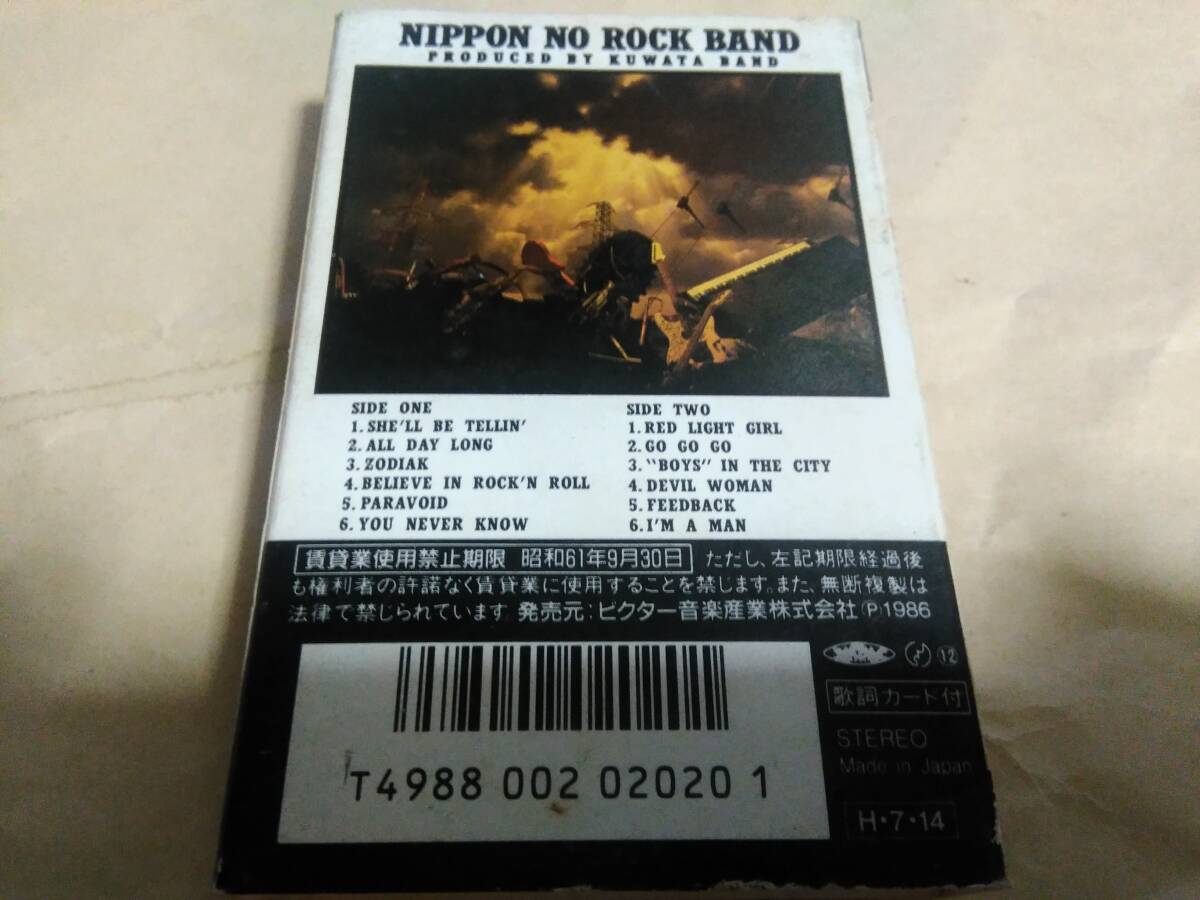 NIPPON NO ROCK BAND
PRODUCED BY KUWATA BAND
SIDE ONE
1. SHE'LL BE TELLIN'
2. ALL DAY LONG
3. ZODIAK
4. BELIEVE IN ROCK'N ROLL
5. PARAVOID
6. YOU NEVER KNOW
SIDE TWO
1. RED LIGHT GIRL
2. GO GO GO
3. "BOYS" IN THE CITY
4. DEVIL WOMAN
5. FEEDBACK
6. I'M A MAN
賃貸業使用禁止期限 昭和61年9月30日 ただし、左記期限経過後
も権利者の許諾なく賃貸業に使用することを禁じます。また、無断複製は
法律で禁じられています 発売元:ビクター音楽産業株式会社 Ⓟ1986
⑫
歌詞カード付
STEREO
Made in Japan
T4988 002 02020 1
H・7・14